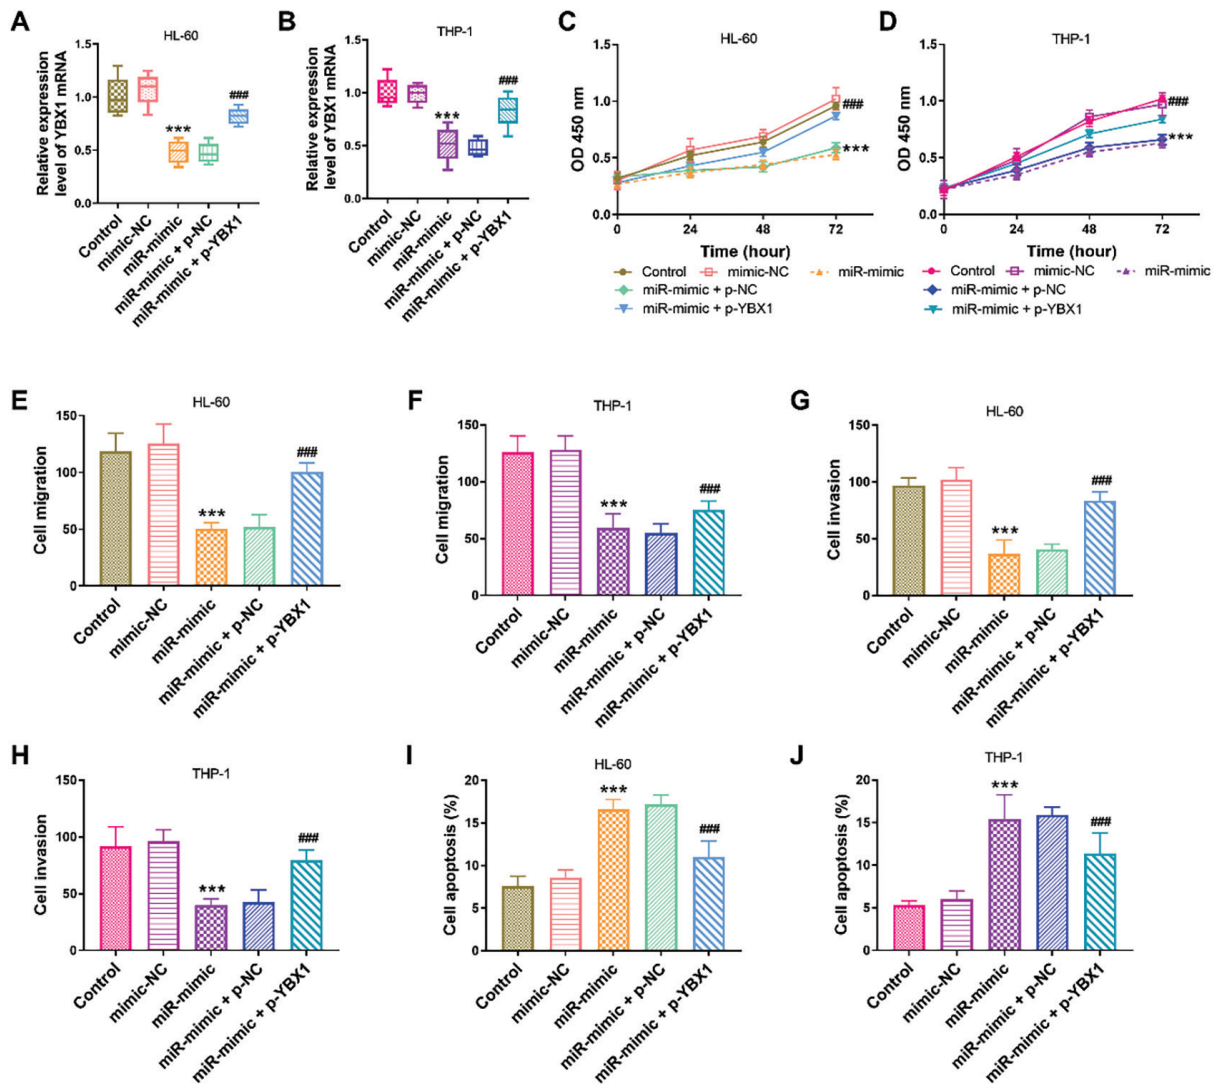 A
HL-60
Relative expression
level of YBX1 mRNA
1.5
1.0
0.5
0.0
***
###
Control
mimic-NC
miR-mimic
miR-mimic + p-NC
miR-mimic + p-YBX1
B
THP-1
Relative expression
level of YBX1 mRNA
1.5
1.0
0.5
0.0
***
###
Control
mimic-NC
miR-mimic
miR-mimic + p-NC
miR-mimic + p-YBX1
C
HL-60
OD 450 nm
1.5
1.0
0.5
0.0
###
***
0 24 48 72
Time (hour)
Control mimic-NC miR-mimic
miR-mimic + p-NC
miR-mimic + p-YBX1
D
THP-1
OD 450 nm
1.5
1.0
0.5
0.0
###
***
0 24 48 72
Time (hour)
Control mimic-NC miR-mimic
miR-mimic + p-NC
miR-mimic + p-YBX1
E
HL-60
Cell migration
150
100
50
0
***
###
Control
mimic-NC
miR-mimic
miR-mimic + p-NC
miR-mimic + p-YBX1
F
THP-1
Cell migration
150
100
50
0
***
###
Control
mimic-NC
miR-mimic
miR-mimic + p-NC
miR-mimic + p-YBX1
G
HL-60
Cell invasion
150
100
50
0
***
###
Control
mimic-NC
miR-mimic
miR-mimic + p-NC
miR-mimic + p-YBX1
H
THP-1
Cell invasion
150
100
50
0
***
###
Control
mimic-NC
miR-mimic
miR-mimic + p-NC
miR-mimic + p-YBX1
I
HL-60
Cell apoptosis (%)
20
15
10
5
0
***
###
Control
mimic-NC
miR-mimic
miR-mimic + p-NC
miR-mimic + p-YBX1
J
THP-1
Cell apoptosis (%)
20
15
10
5
0
***
###
Control
mimic-NC
miR-mimic
miR-mimic + p-NC
miR-mimic + p-YBX1